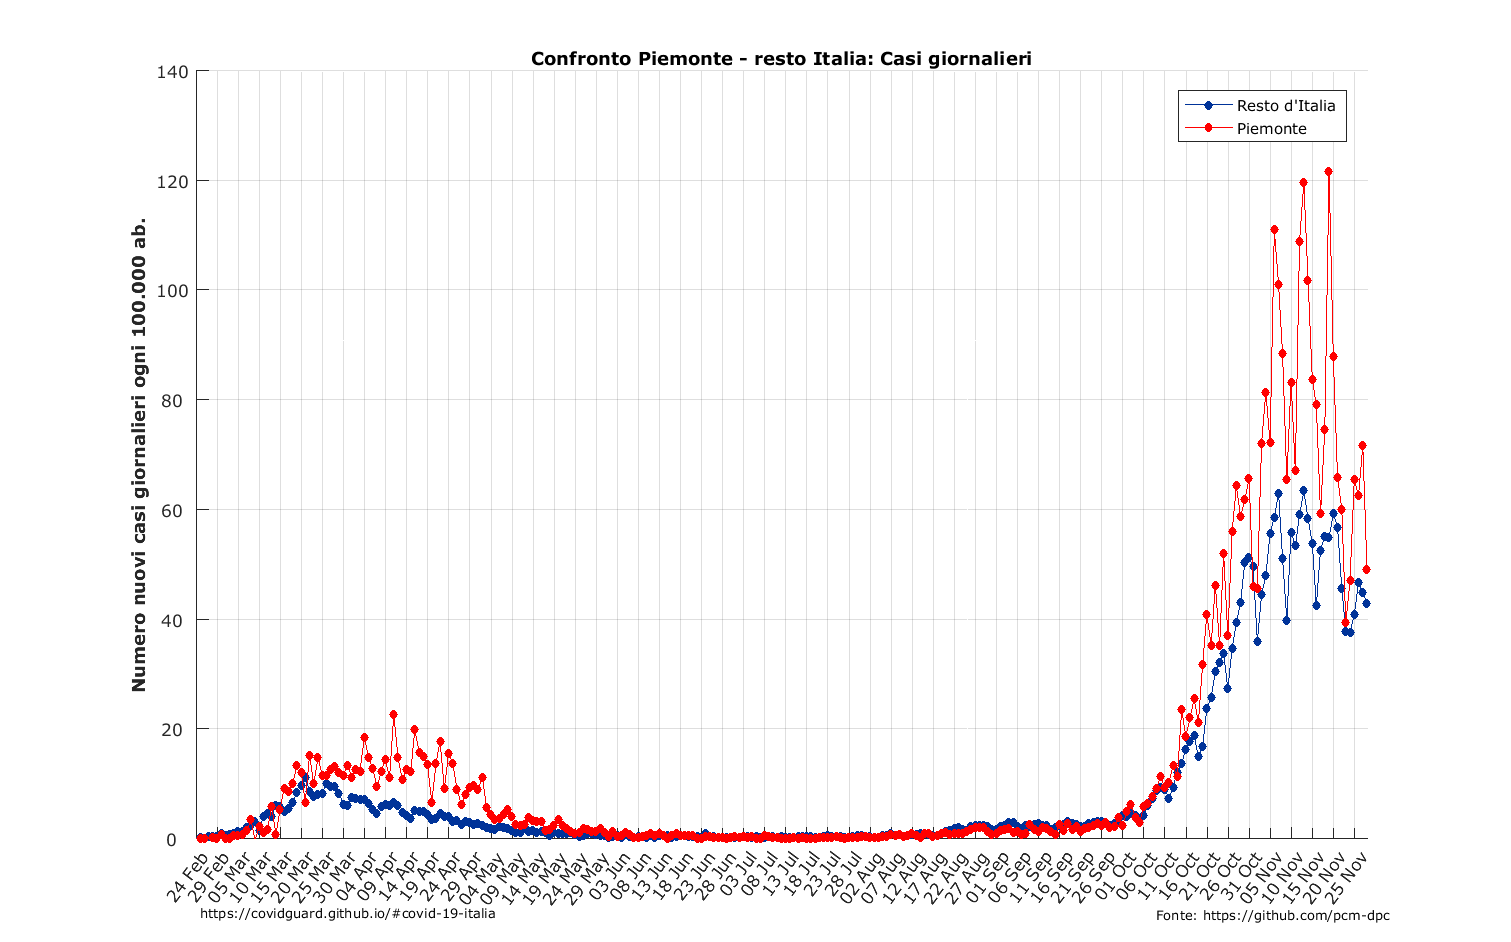 Confronto Piemonte - resto Italia: Casi giornalieri
Resto d'Italia
Piemonte
Numero nuovi casi giornalieri ogni 100.000 ab.
140
120
100
80
60
40
20
0
24 Feb
29 Feb
05 Mar
10 Mar
15 Mar
20 Mar
25 Mar
30 Mar
04 Apr
09 Apr
14 Apr
19 Apr
24 Apr
29 Apr
04 May
09 May
14 May
19 May
24 May
29 May
03 Jun
08 Jun
13 Jun
18 Jun
23 Jun
28 Jun
03 Jul
08 Jul
13 Jul
18 Jul
23 Jul
28 Jul
02 Aug
07 Aug
12 Aug
17 Aug
22 Aug
27 Aug
01 Sep
06 Sep
11 Sep
16 Sep
21 Sep
26 Sep
01 Oct
06 Oct
11 Oct
16 Oct
21 Oct
26 Oct
31 Oct
05 Nov
10 Nov
15 Nov
20 Nov
25 Nov
https://covidguard.github.io/#covid-19-italia
Fonte: https://github.com/pcm-dpc